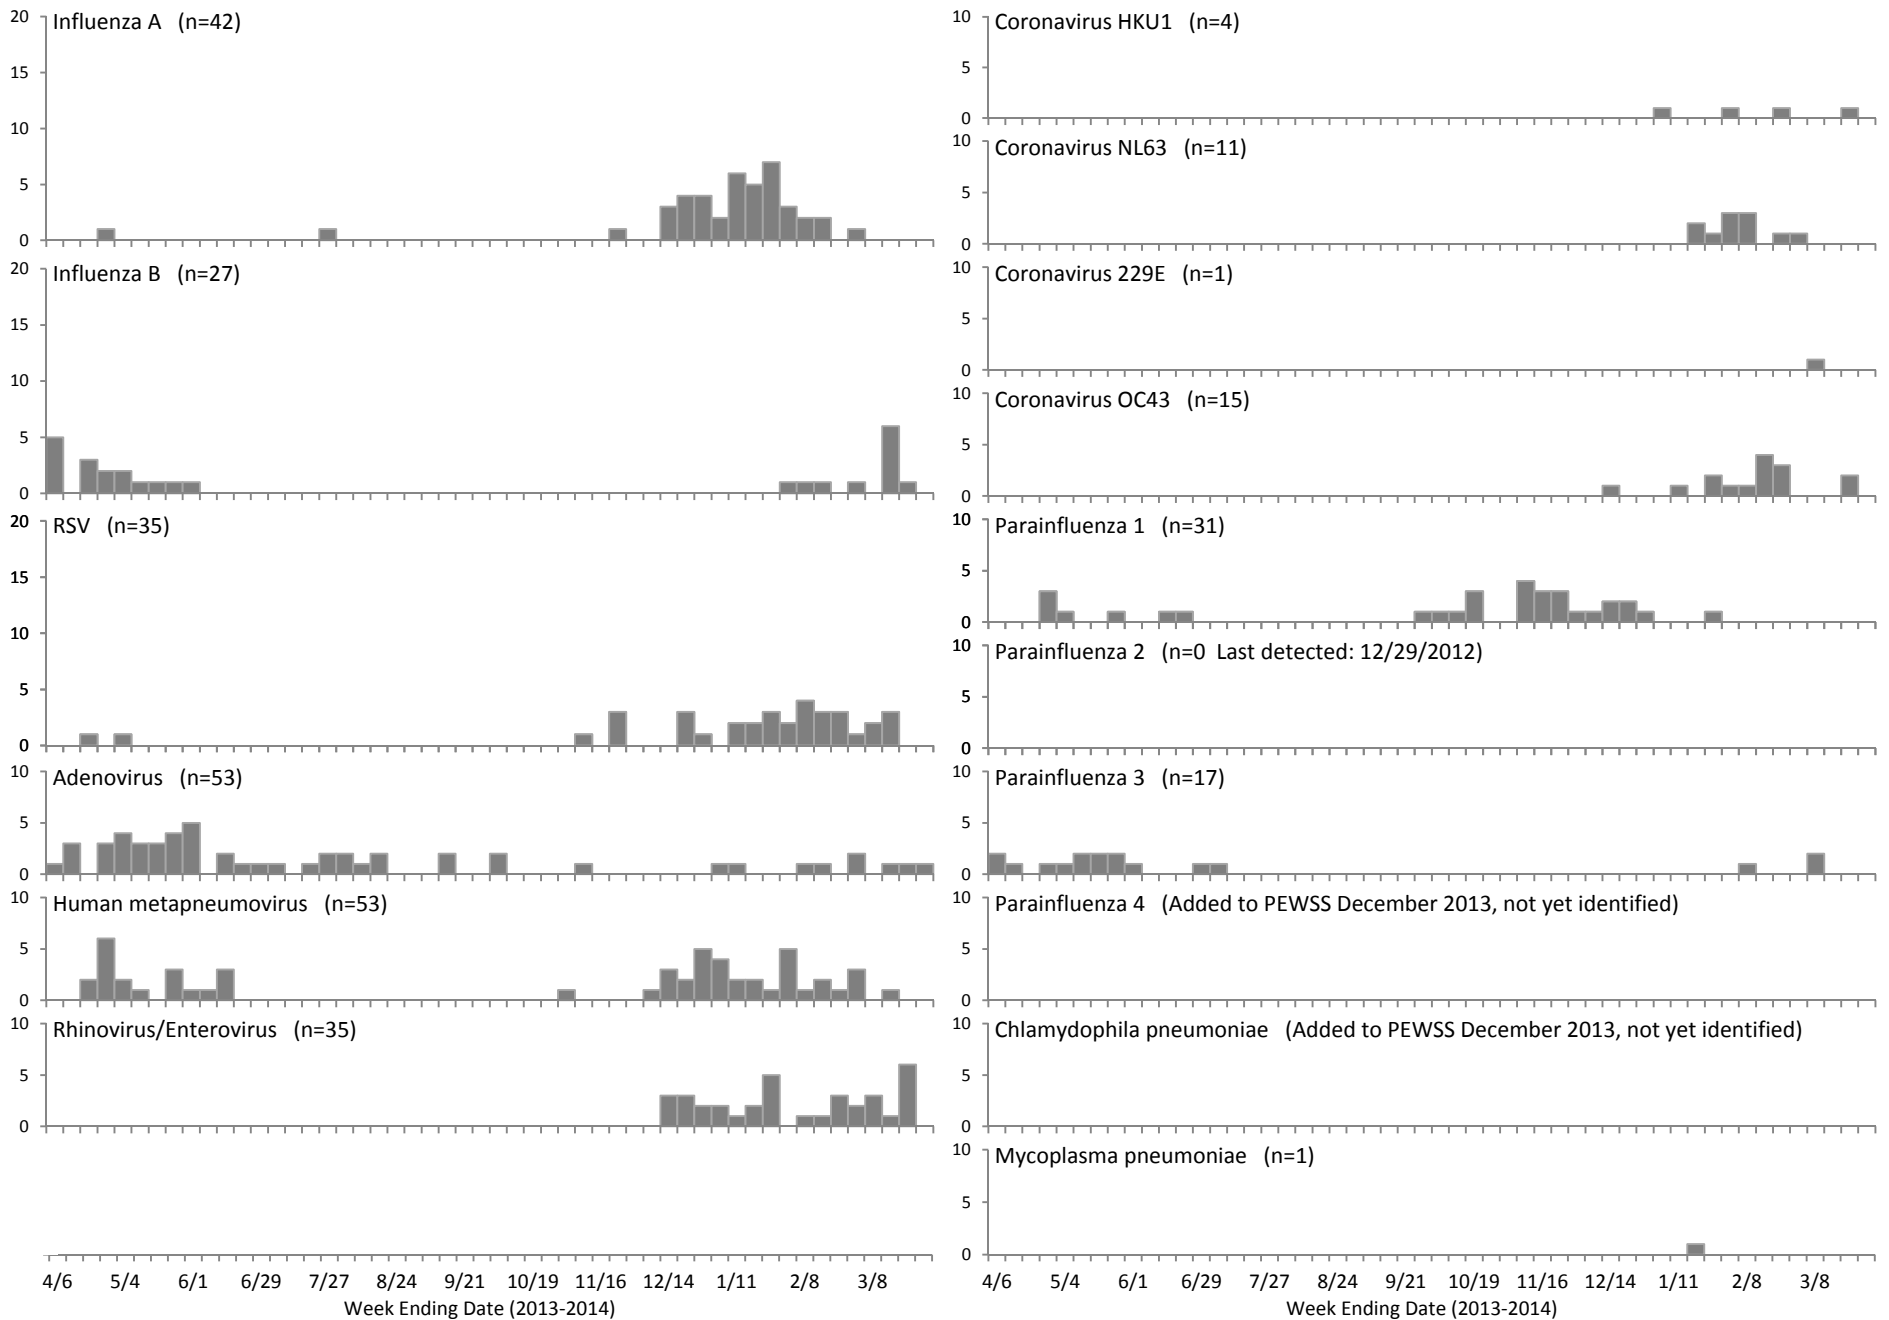 Influenza A (n=42)
20
15
10
5
0
Influenza B (n=27)
20
15
10
5
0
RSV (n=35)
20
15
10
5
0
Adenovirus (n=53)
10
5
0
Human metapneumovirus (n=53)
10
5
0
Rhinovirus/Enterovirus (n=35)
10
5
0
4/6 5/4 6/1 6/29 7/27 8/24 9/21 10/19 11/16 12/14 1/11 2/8 3/8
Week Ending Date (2013-2014)
Coronavirus HKU1 (n=4)
10
5
0
Coronavirus NL63 (n=11)
10
5
0
Coronavirus 229E (n=1)
10
5
0
Coronavirus OC43 (n=15)
10
5
0
Parainfluenza 1 (n=31)
10
5
0
Parainfluenza 2 (n=0 Last detected: 12/29/2012)
10
5
0
Parainfluenza 3 (n=17)
10
5
0
Parainfluenza 4 (Added to PEWSS December 2013, not yet identified)
10
5
0
Chlamydophila pneumoniae (Added to PEWSS December 2013, not yet identified)
10
5
0
Mycoplasma pneumoniae (n=1)
10
5
0
4/6 5/4 6/1 6/29 7/27 8/24 9/21 10/19 11/16 12/14 1/11 2/8 3/8
Week Ending Date (2013-2014)